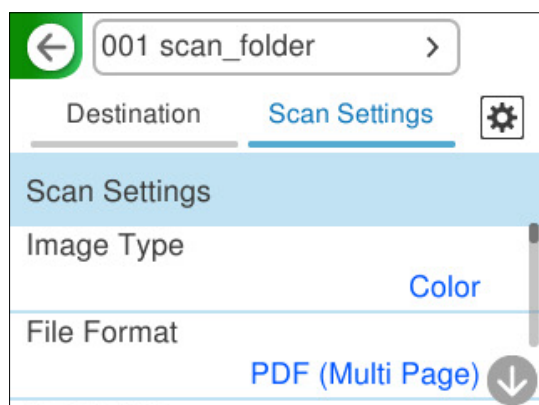 001 scan_folder
Destination Scan Settings
Scan Settings
Image Type
Color
File Format
PDF (Multi Page)